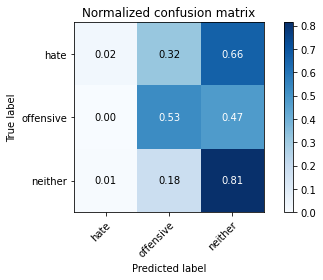 Normalized confusion matrix
True label
hate
0.02
0.32
0.66
offensive
0.00
0.53
0.47
neither
0.01
0.18
0.81
hate
offensive
neither
Predicted label
0.8
0.7
0.6
0.5
0.4
0.3
0.2
0.1
0.0